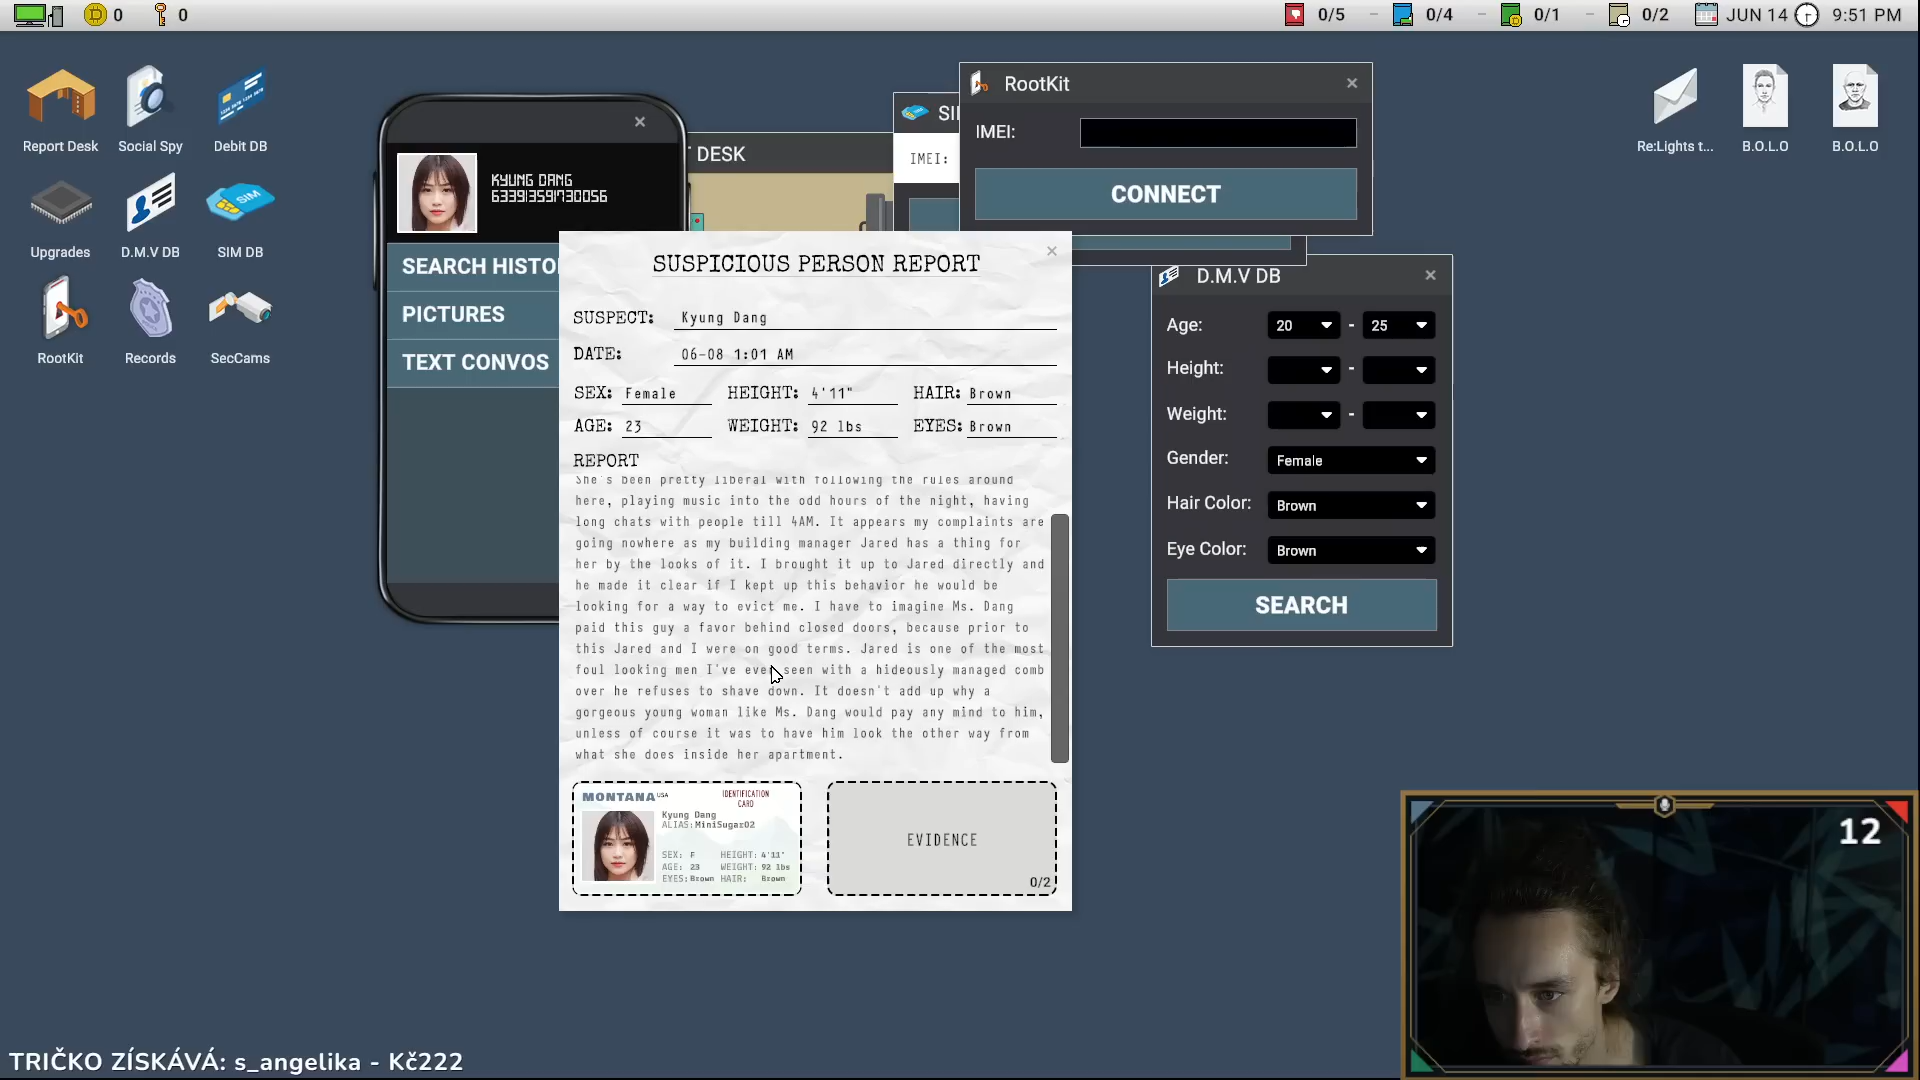 0
0
0/5
0/4
0/1
0/2
JUN 14
9:51 PM
Report Desk
Social Spy
Debit DB
Upgrades
D.M.V DB
SIM DB
RootKit
Records
SecCams
Re:Lights t...
B.O.L.O
B.O.L.O
KYUNG DANG
SEARCH HISTO
PICTURES
TEXT CONVOS
DESK
SI
IMEI:
RootKit
IMEI:
CONNECT
D.M.V DB
Age: 20 - 25
Height: -
Weight: -
Gender: Female
Hair Color: Brown
Eye Color: Brown
SEARCH
SUSPICIOUS PERSON REPORT
SUSPECT: Kyung Dang
DATE: 06-08 1:01 AM
SEX: Female HEIGHT: 4'11" HAIR: Brown
AGE: 23 WEIGHT: 92 lbs EYES: Brown
REPORT
She's been pretty liberal with following the rules around
here, playing music into the odd hours of the night, having
long chats with people till 4AM. It appears my complaints are
going nowhere as my building manager Jared has a thing for
her by the looks of it. I brought it up to Jared directly and
he made it clear if I kept up this behavior he would be
looking for a way to evict me. I have to imagine Ms. Dang
paid this guy a favor behind closed doors, because prior to
this Jared and I were on good terms. Jared is one of the most
foul looking men I've ever seen with a hideously managed comb
over he refuses to shave down. It doesn't add up why a
gorgeous young woman like Ms. Dang would pay any mind to him,
unless of course it was to have him look the other way from
what she does inside her apartment.
MONTANA USA
IDENTIFICATION
CARD
Kyung Dang
ALIAS: MiniSugar02
SEX: F HEIGHT: 4'11"
AGE: 23 WEIGHT: 92 lbs
EYES: Brown HAIR: Brown
EVIDENCE
0/2
12
TRIČKO ZÍSKÁVÁ: s_angelika - Kč222